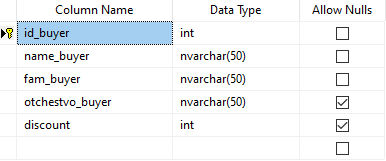 Column Name Data Type Allow Nulls
id_buyer int
name_buyer nvarchar(50)
fam_buyer nvarchar(50)
otchestvo_buyer nvarchar(50)
discount int